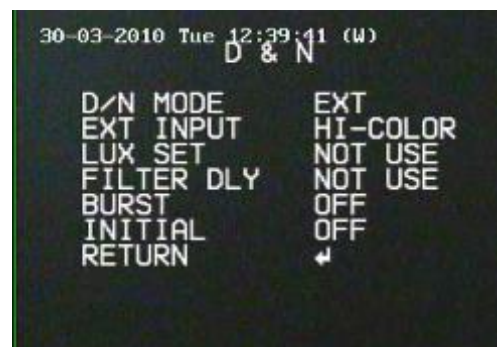 30-03-2010 Tue 12:39:41 (W)
D & N
D/N MODE EXT
EXT INPUT HI-COLOR
LUX SET NOT USE
FILTER DLY NOT USE
BURST OFF
INITIAL OFF
RETURN ↵